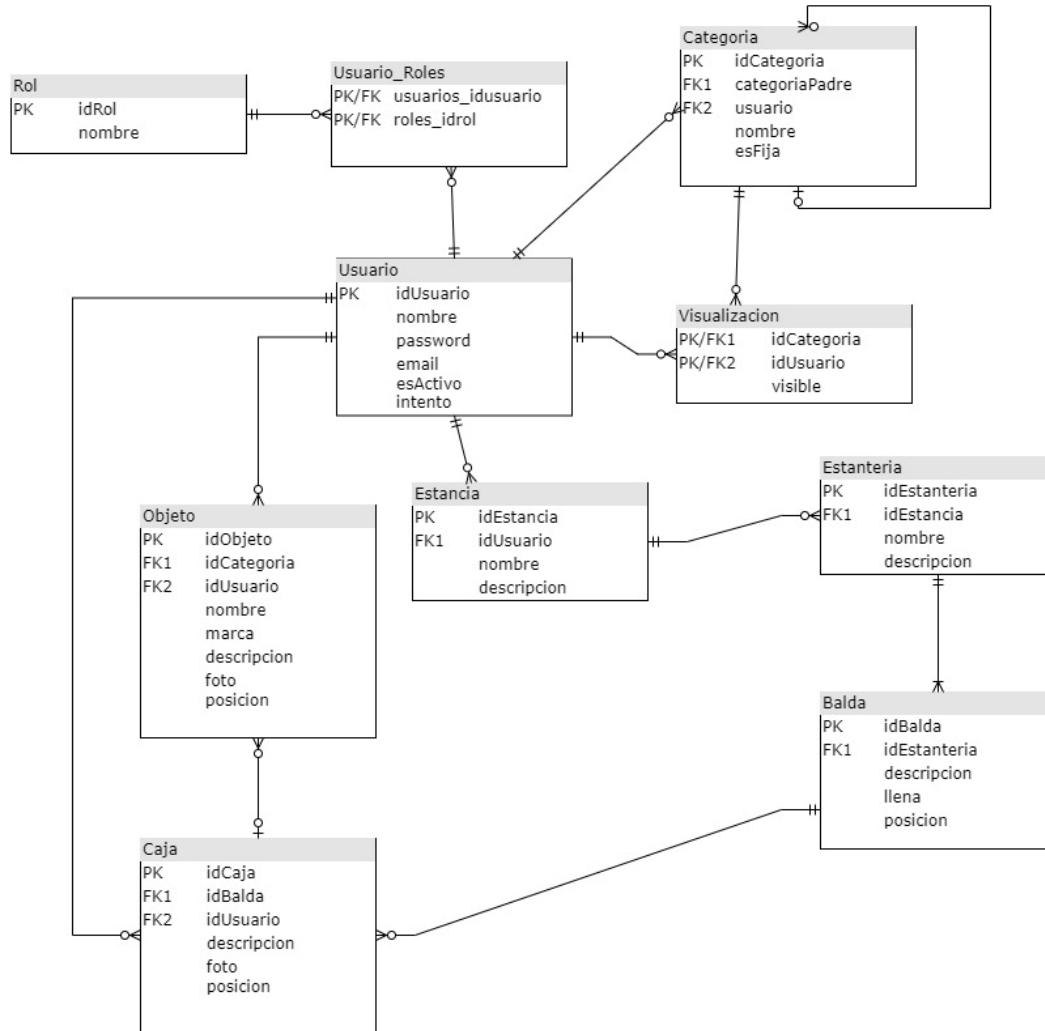 Categoria
PK idCategoria
FK1 categoriaPadre
FK2 usuario
nombre
esFija
Rol
PK idRol
nombre
Usuario_Roles
PK/FK usuarios_idusuario
PK/FK roles_idrol
Usuario
PK idUsuario
nombre
password
email
esActivo
intento
Visualizacion
PK/FK1 idCategoria
PK/FK2 idUsuario
visible
Estancia
PK idEstancia
FK1 idUsuario
nombre
descripcion
Estanteria
PK idEstanteria
FK1 idEstancia
nombre
descripcion
Objeto
PK idObjeto
FK1 idCategoria
FK2 idUsuario
nombre
marca
descripcion
foto
posicion
Balda
PK idBalda
FK1 idEstanteria
descripcion
llena
posicion
Caja
PK idCaja
FK1 idBalda
FK2 idUsuario
descripcion
foto
posicion